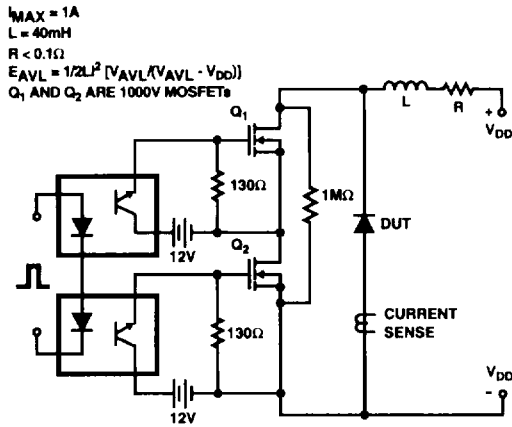 IMAX = 1A
L = 40mH
R < 0.1Ω
EAVL = 1/2LI² [VAVL/(VAVL - VDD)]
Q1 AND Q2 ARE 1000V MOSFETs
Q1
L
R
+
VDD
130Ω
1MΩ
12V
DUT
Q2
130Ω
CURRENT
SENSE
12V
VDD
-